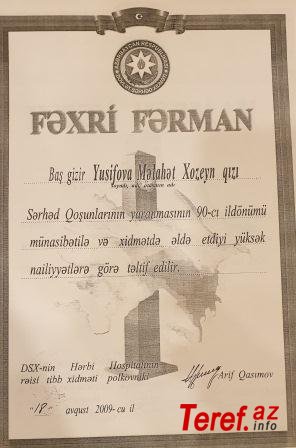 FƏXRİ FƏRMAN
Baş gizir Yusifova Məlahət Xozeyn qızı
Sərhəd Qoşunlarının yaranmasının 90-cı ildönümü
münasibətilə və xidmətdə əldə etdiyi yüksək
nailiyyətlərə görə təltif edilir.
DSX-nin Hərbi Hospitalının
rəisi tibb xidməti polkovniki Arif Qasımov
"18" avqust 2009-cu il
Teref.az
info